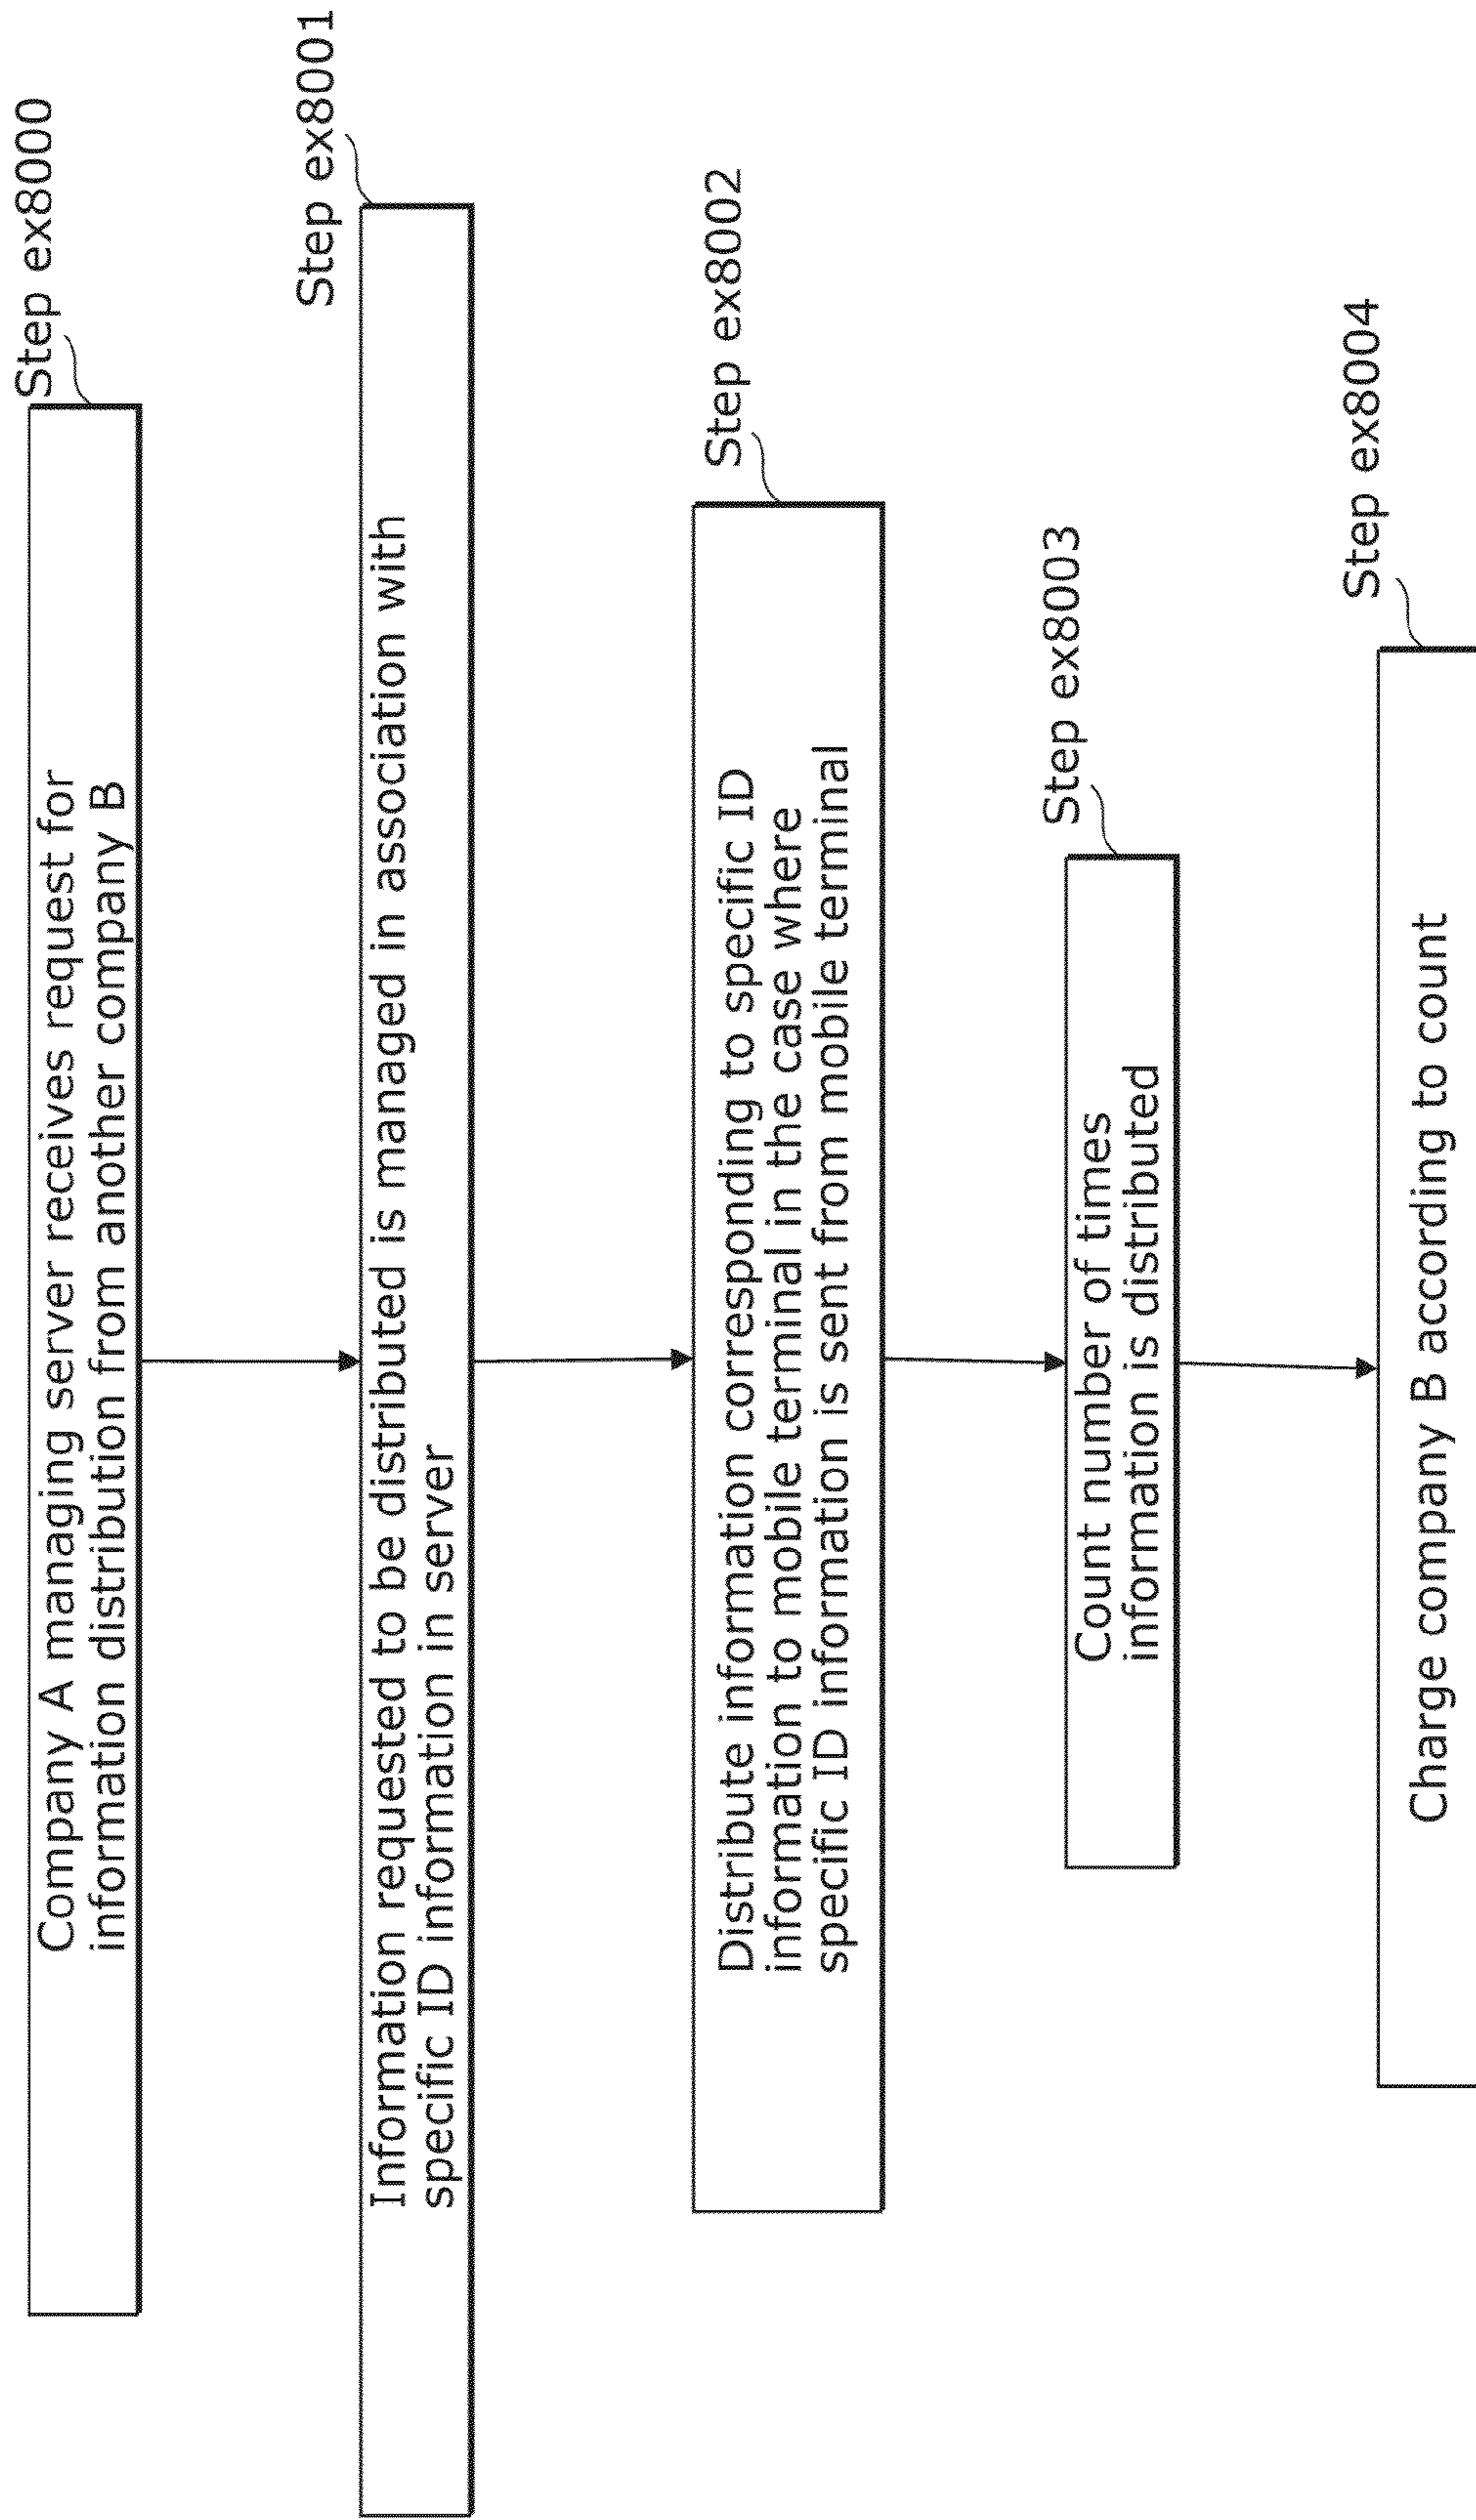 Step ex8000
Company A managing server receives request for
information distribution from another company B
Step ex8001
Information requested to be distributed is managed in association with
specific ID information in server
Step ex8002
Distribute information corresponding to specific ID
information to mobile terminal in the case where
specific ID information is sent from mobile terminal
Step ex8003
Count number of times
information is distributed
Step ex8004
Charge company B according to count